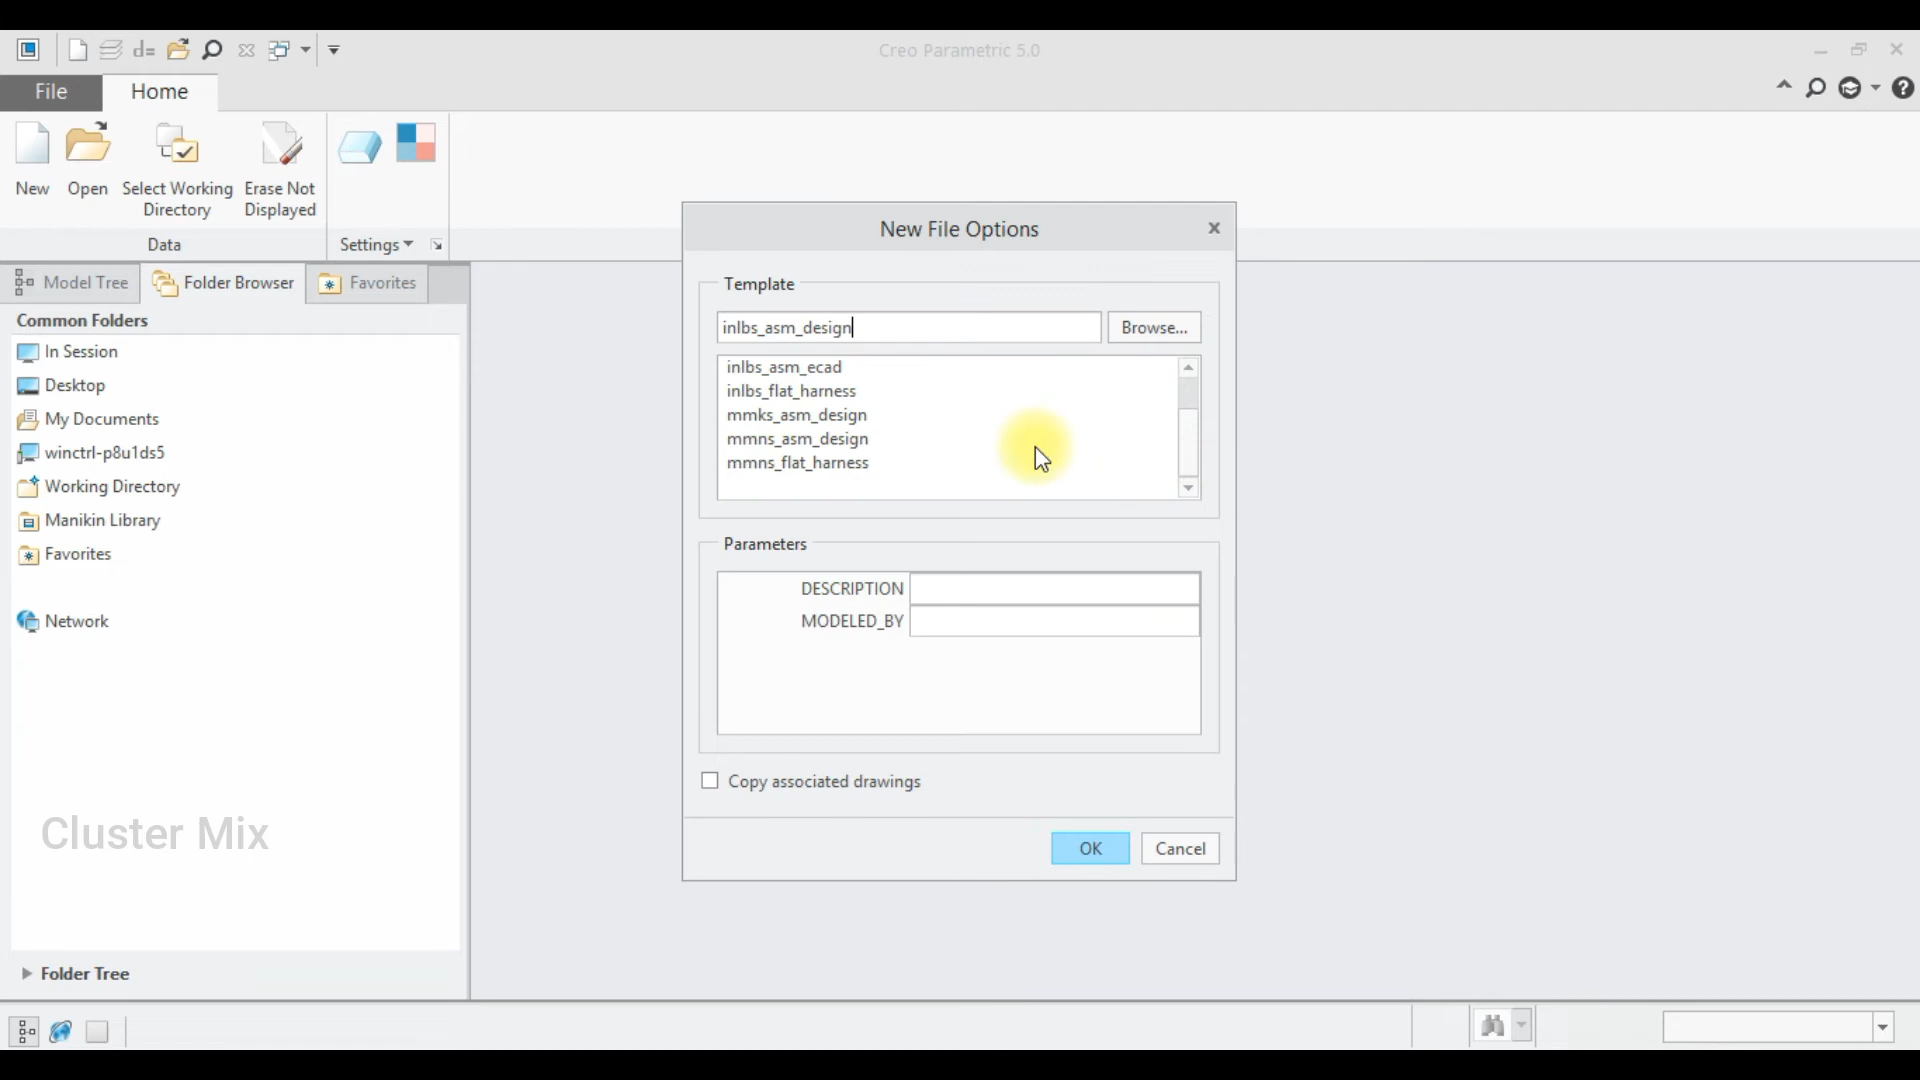 d=
Creo Parametric 5.0
File
Home
New
Open
Select Working
Directory
Erase Not
Displayed
Data
Settings
Model Tree
Folder Browser
Favorites
Common Folders
In Session
Desktop
My Documents
winctrl-p8u1ds5
Working Directory
Manikin Library
Favorites
Network
Cluster Mix
Folder Tree
New File Options
Template
inlbs_asm_design
Browse...
inlbs_asm_ecad
inlbs_flat_harness
mmks_asm_design
mmns_asm_design
mmns_flat_harness
Parameters
DESCRIPTION
MODELED_BY
Copy associated drawings
OK
Cancel